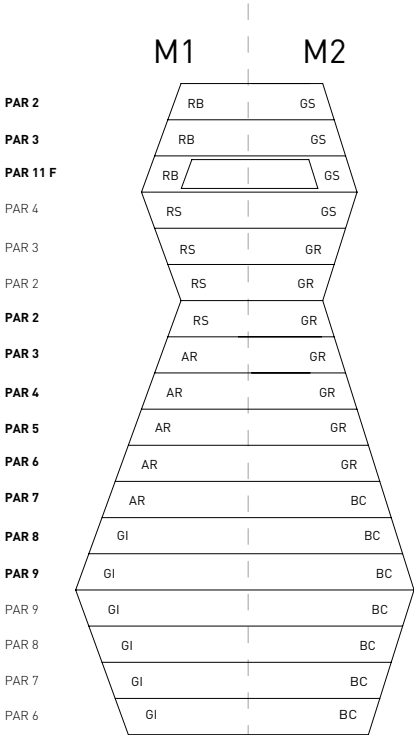 M1 M2
PAR 2 RB GS
PAR 3 RB GS
PAR 11 F RB GS
PAR 4 RS GS
PAR 3 RS GR
PAR 2 RS GR
PAR 2 RS GR
PAR 3 AR GR
PAR 4 AR GR
PAR 5 AR GR
PAR 6 AR GR
PAR 7 AR BC
PAR 8 GI BC
PAR 9 GI BC
PAR 9 GI BC
PAR 8 GI BC
PAR 7 GI BC
PAR 6 GI BC